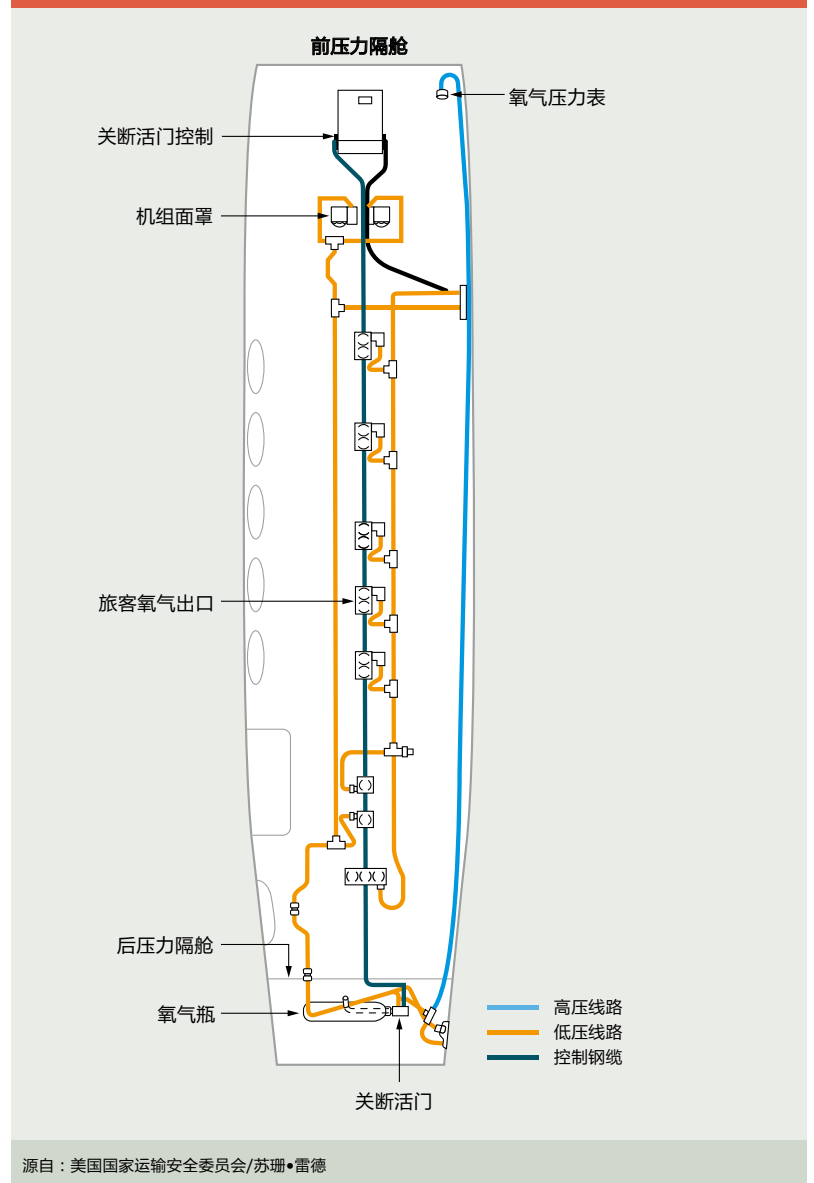 前压力隔舱
氧气压力表
关断活门控制
机组面罩
旅客氧气出口
后压力隔舱
氧气瓶
高压线路
低压线路
控制钢缆
关断活门
源自：美国国家运输安全委员会/苏珊•雷德